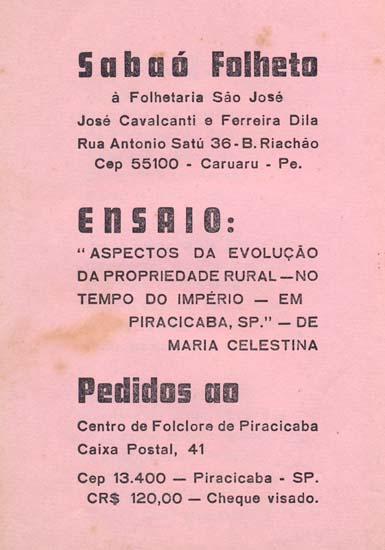 Sabaó Folheto
à Folhetaria São José
José Cavalcanti e Ferreira Dila
Rua Antonio Satú 36-B. Riachão
Cep 55100 - Caruaru - Pe.
ENSAIO:
“ ASPECTOS DA EVOLUÇÃO
DA PROPRIEDADE RURAL — NO
TEMPO DO IMPÉRIO — EM
PIRACICABA, SP.” — DE
MARIA CELESTINA
Pedidos ao
Centro de Folclore de Piracicaba
Caixa Postal, 41
Cep 13.400 — Piracicaba - SP.
CR$ 120,00 — Cheque visado.